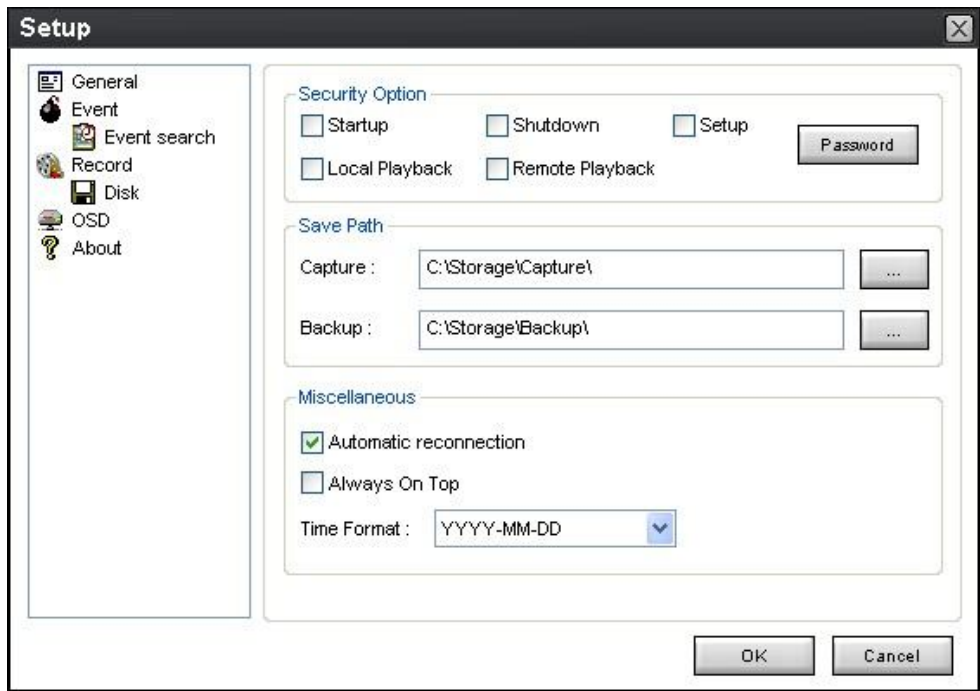 Setup
General
Event
Event search
Record
Disk
OSD
About
Security Option
Startup Shutdown Setup
Password
Local Playback Remote Playback
Save Path
Capture : C:\Storage\Capture\ ...
Backup : C:\Storage\Backup\ ...
Miscellaneous
Automatic reconnection
Always On Top
Time Format : YYYY-MM-DD
OK Cancel